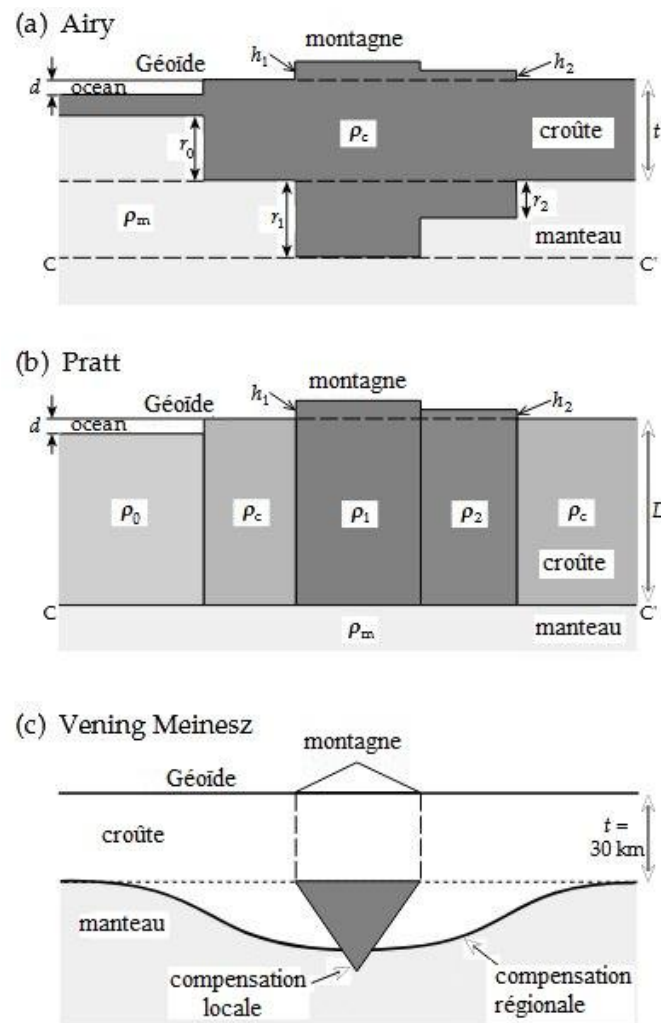 (a) Airy
montagne
h₁
h₂
Géoïde
d
ocean
r₀
ρc
croûte
t
ρm
r₁
r₂
manteau
C
C'
(b) Pratt
montagne
h₁
h₂
Géoïde
d
ocean
ρ₀
ρc
ρ₁
ρ₂
ρc
croûte
D
C
C'
ρm
manteau
(c) Vening Meinesz
montagne
Géoïde
croûte
t =
30 km
manteau
compensation
locale
compensation
régionale